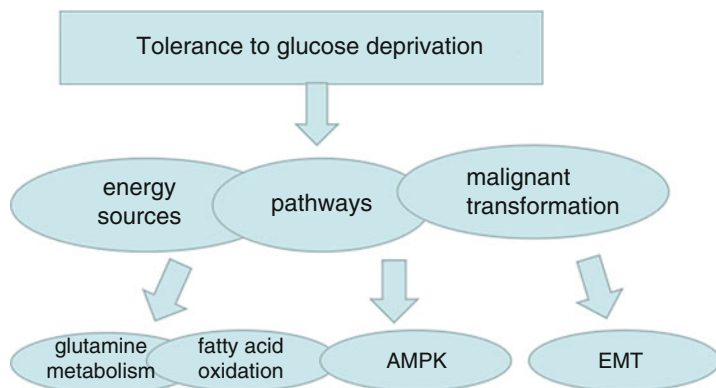 Tolerance to glucose deprivation
energy
sources
pathways
malignant
transformation
glutamine
metabolism
fatty acid
oxidation
AMPK
EMT